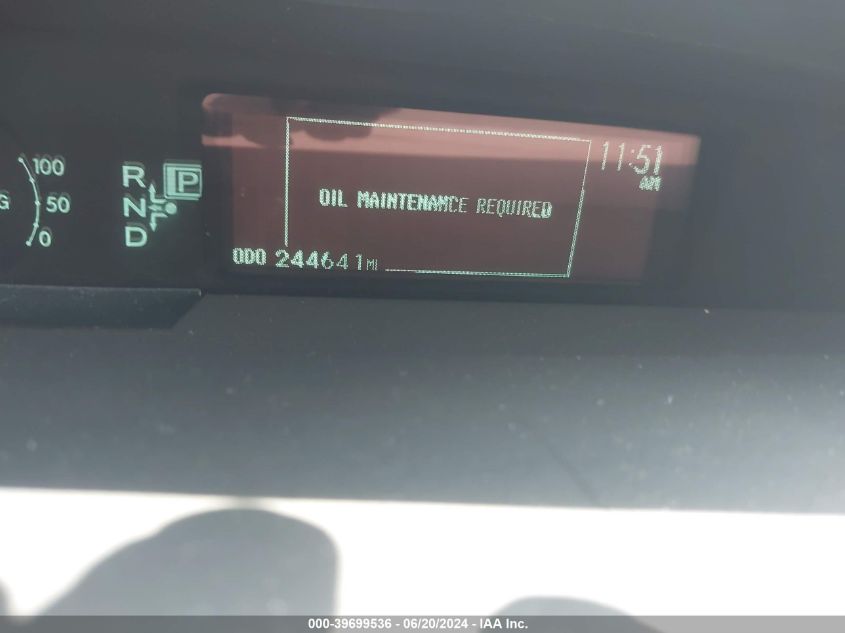 100
G 50
0
R P
N
D
11:51
AM
OIL MAINTENANCE REQUIRED
ODO 244641 MI
000-39699536 - 06/20/2024 - IAA Inc.